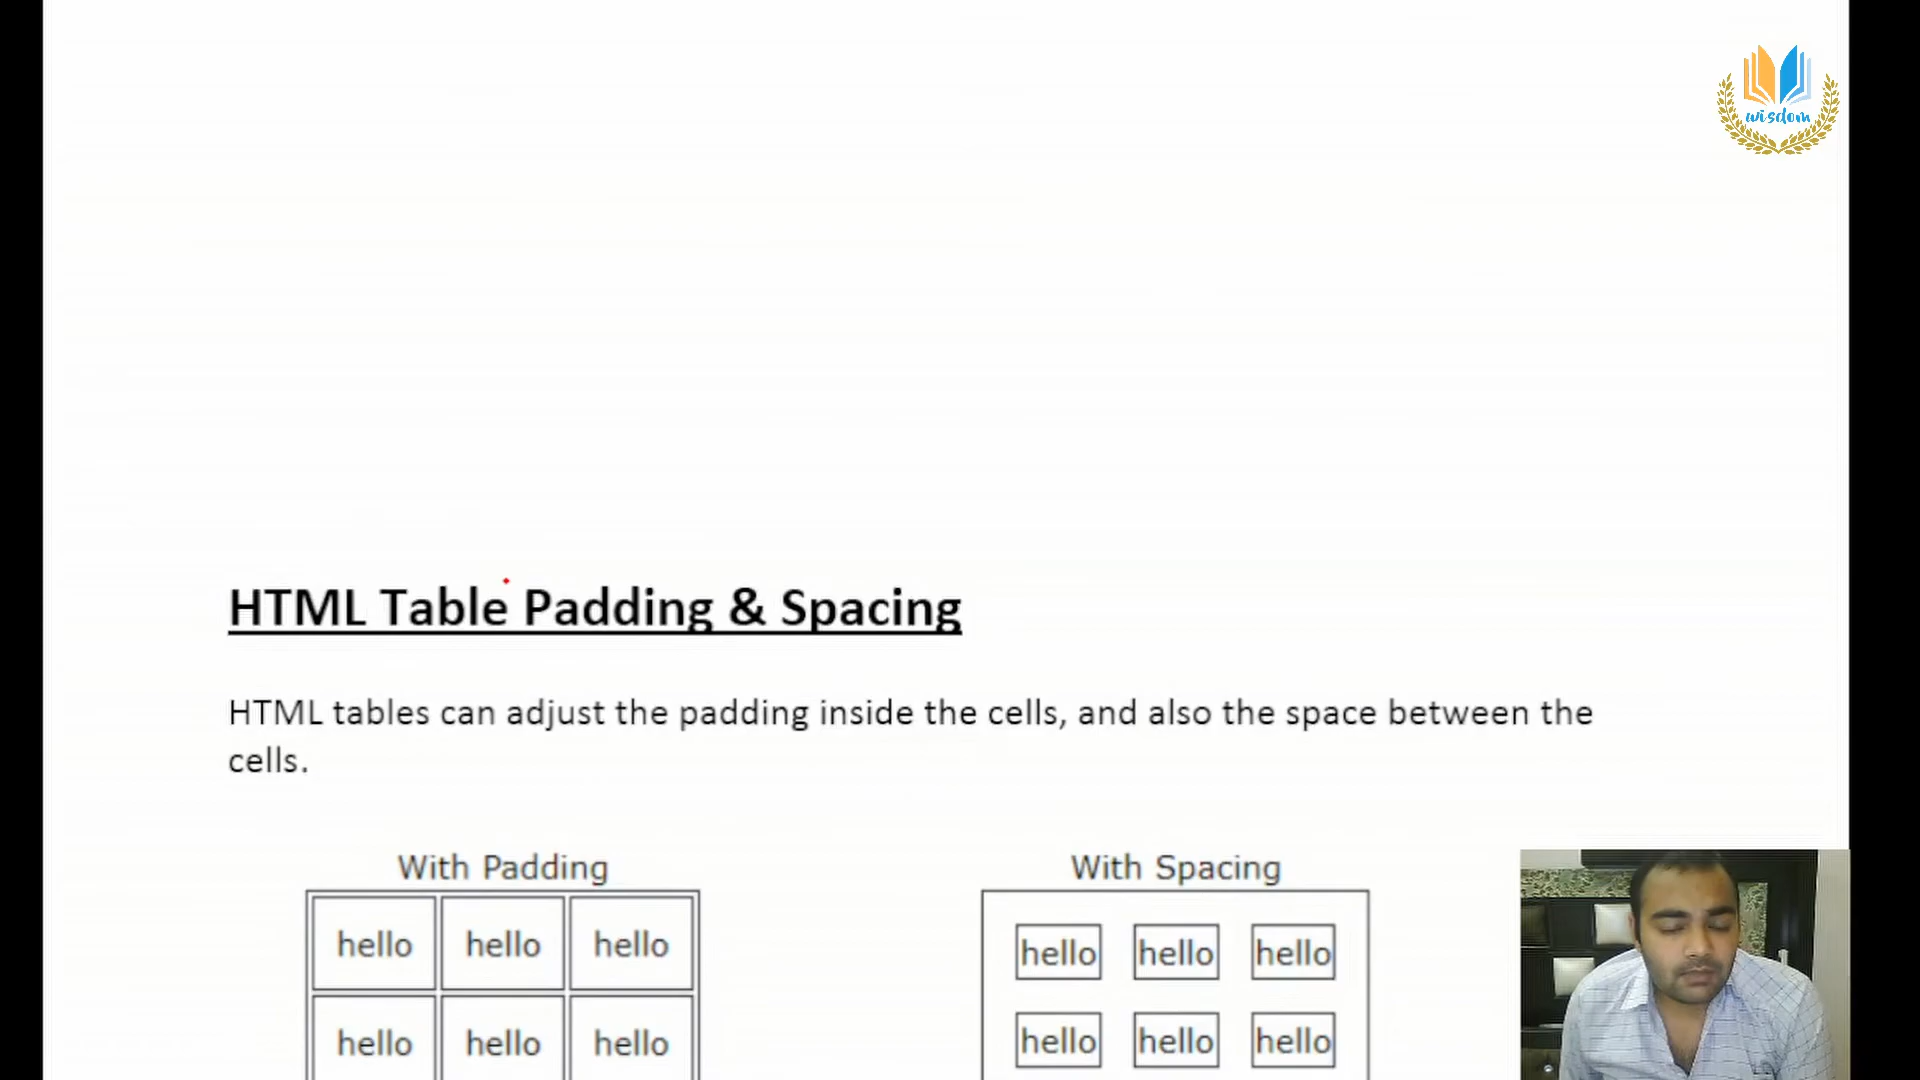 wisdom
HTML Table Padding & Spacing
HTML tables can adjust the padding inside the cells, and also the space between the
cells.
With Padding
hello hello hello
hello hello hello
With Spacing
hello hello hello
hello hello hello